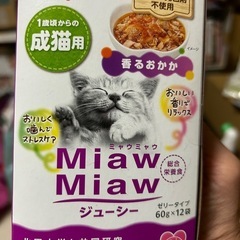 1歳頃からの
成猫用
不使用
香るおかか
おいしく
噛んで
ストレスケア
おいしい
香りで
リラックス
ミャウミャウ
Miaw
Miaw
ジューシー
総合
栄養食
ゼリータイプ
60g×12袋